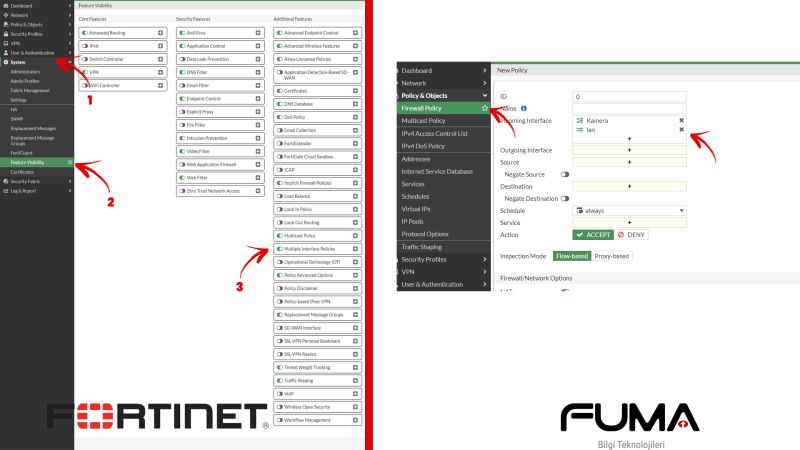 Dashboard
Network
Policy & Objects
Security Profiles
VPN
User & Authentication
System
Administrators
Admin Profiles
Fabric Management
Settings
HA
SNMP
Replacement Messages
Replacement Message
Groups
FortiGuard
Feature Visibility
Certificates
Security Fabric
Log & Report
1
2
Feature Visibility
Core Features
Advanced Routing
IPv6
Switch Controller
VPN
WiFi Controller
Security Features
AntiVirus
Application Control
Data Leak Prevention
DNS Filter
Email Filter
Endpoint Control
Explicit Proxy
File Filter
Intrusion Prevention
Video Filter
Web Application Firewall
Web Filter
Zero Trust Network Access
Additional Features
Advanced Endpoint Control
Advanced Wireless Features
Allow Unnamed Policies
Application Detection-Based SD-
WAN
Certificates
DNS Database
DoS Policy
Email Collection
FortiExtender
FortiGate Cloud Sandbox
ICAP
Implicit Firewall Policies
Load Balance
Local In Policy
Local Out Routing
Multicast Policy
Multiple Interface Policies
Operational Technology (OT)
Policy Advanced Options
Policy Disclaimer
Policy-based IPsec VPN
Replacement Message Groups
SD-WAN Interface
SSL-VPN Personal Bookmark
SSL-VPN Realms
Threat Weight Tracking
Traffic Shaping
VoIP
Wireless Open Security
Workflow Management
3
FORTINET®
Dashboard
Network
Policy & Objects
Firewall Policy
Multicast Policy
IPv4 Access Control List
IPv4 DoS Policy
Addresses
Internet Service Database
Services
Schedules
Virtual IPs
IP Pools
Protocol Options
Traffic Shaping
Security Profiles
VPN
User & Authentication
New Policy
ID 0
Name
Incoming Interface Kamera
lan
Outgoing Interface
Source
Negate Source
Destination
Negate Destination
Schedule always
Service
Action ACCEPT DENY
Inspection Mode Flow-based Proxy-based
Firewall/Network Options
NAT
FUMA
Bilgi Teknolojileri